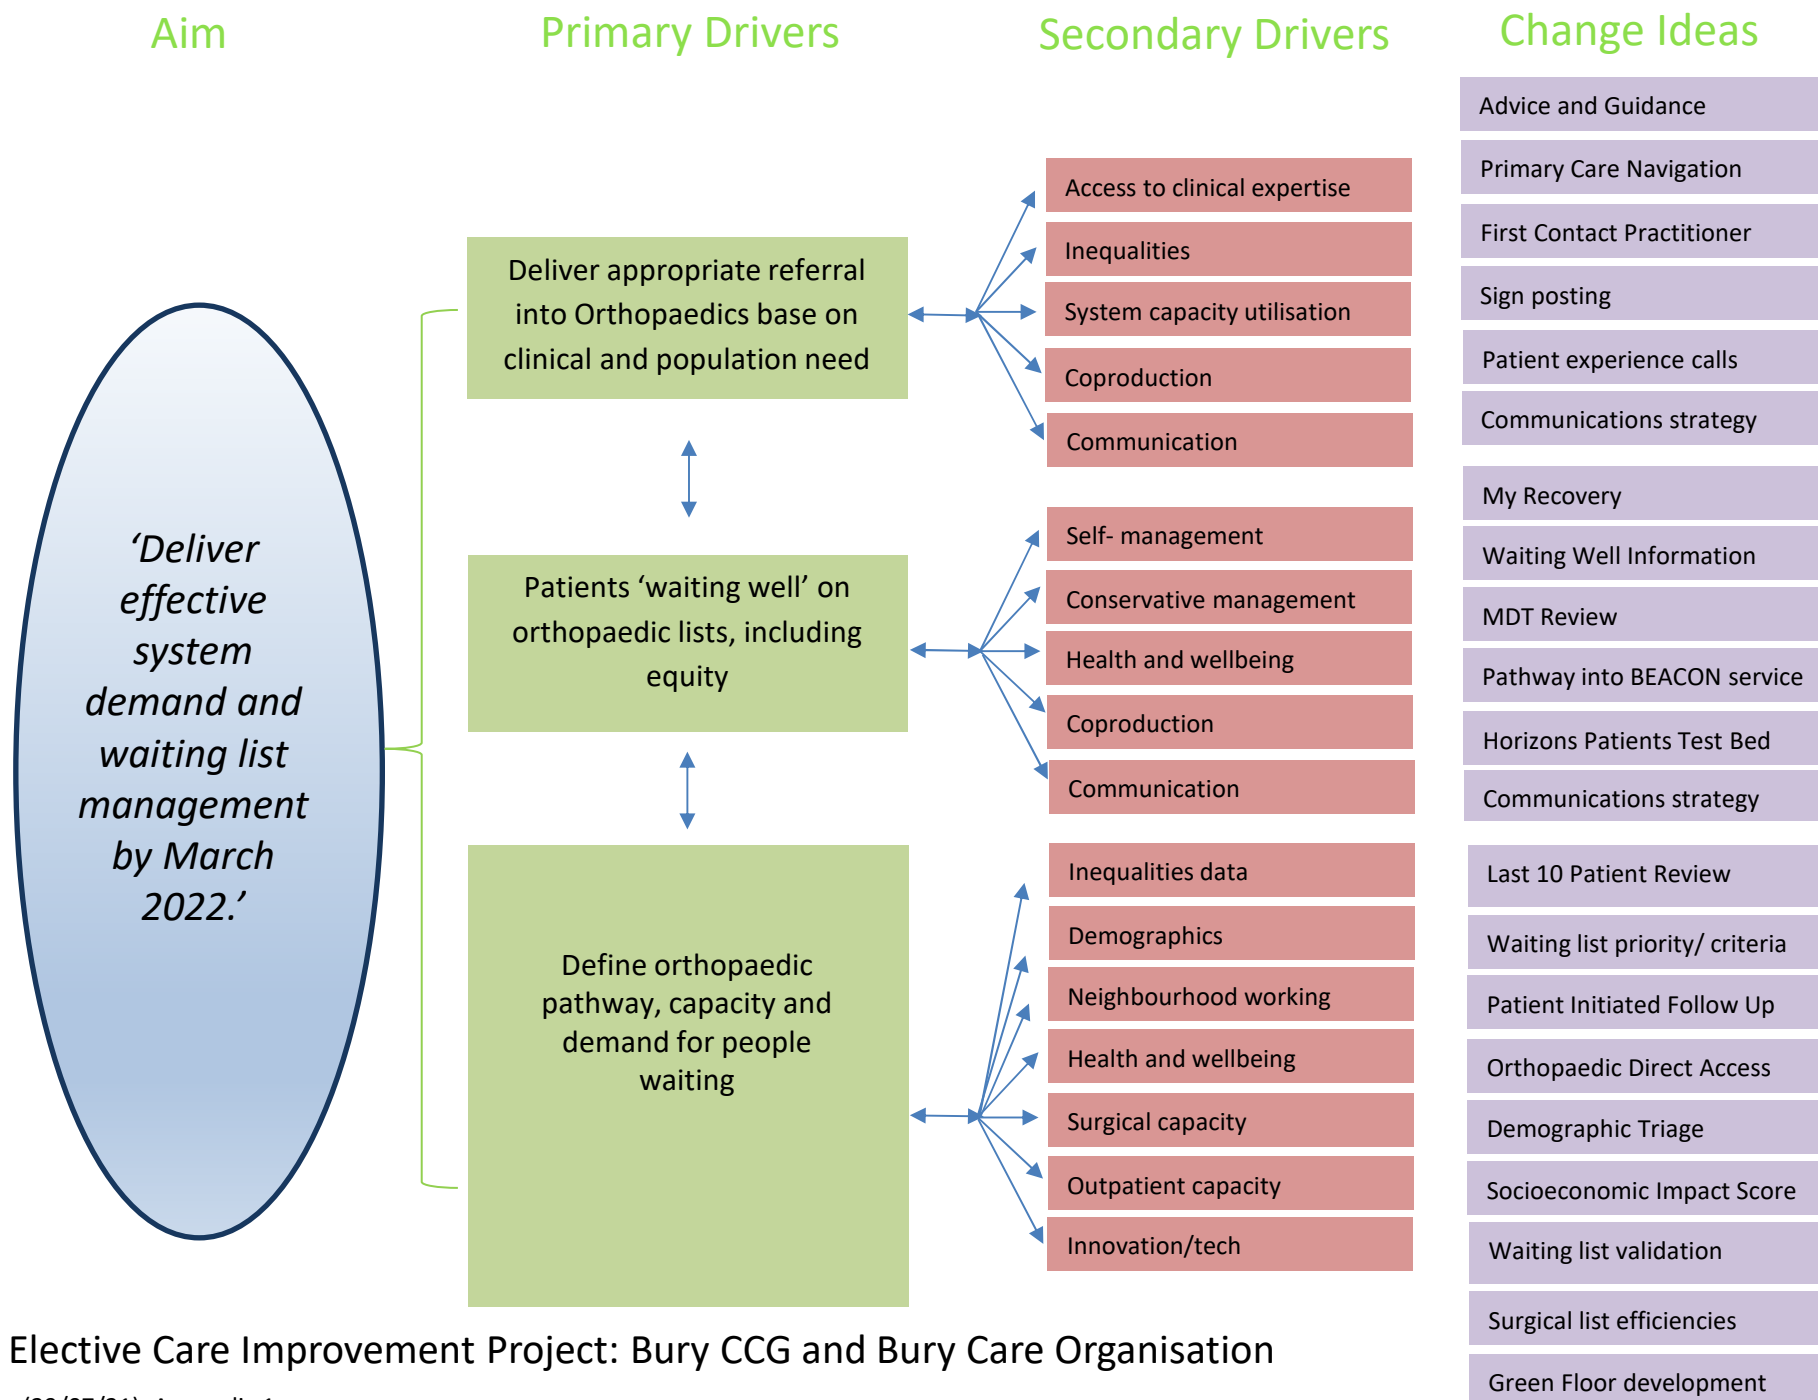 Aim
Primary Drivers
Secondary Drivers
Change Ideas
‘Deliver
effective
system
demand and
waiting list
management
by March
2022.’
Deliver appropriate referral
into Orthopaedics base on
clinical and population need
Patients ‘waiting well’ on
orthopaedic lists, including
equity
Define orthopaedic
pathway, capacity and
demand for people
waiting
Access to clinical expertise
Inequalities
System capacity utilisation
Coproduction
Communication
Self- management
Conservative management
Health and wellbeing
Coproduction
Communication
Inequalities data
Demographics
Neighbourhood working
Health and wellbeing
Surgical capacity
Outpatient capacity
Innovation/tech
Advice and Guidance
Primary Care Navigation
First Contact Practitioner
Sign posting
Patient experience calls
Communications strategy
My Recovery
Waiting Well Information
MDT Review
Pathway into BEACON service
Horizons Patients Test Bed
Communications strategy
Last 10 Patient Review
Waiting list priority/ criteria
Patient Initiated Follow Up
Orthopaedic Direct Access
Demographic Triage
Socioeconomic Impact Score
Waiting list validation
Surgical list efficiencies
Green Floor development
Elective Care Improvement Project: Bury CCG and Bury Care Organisation